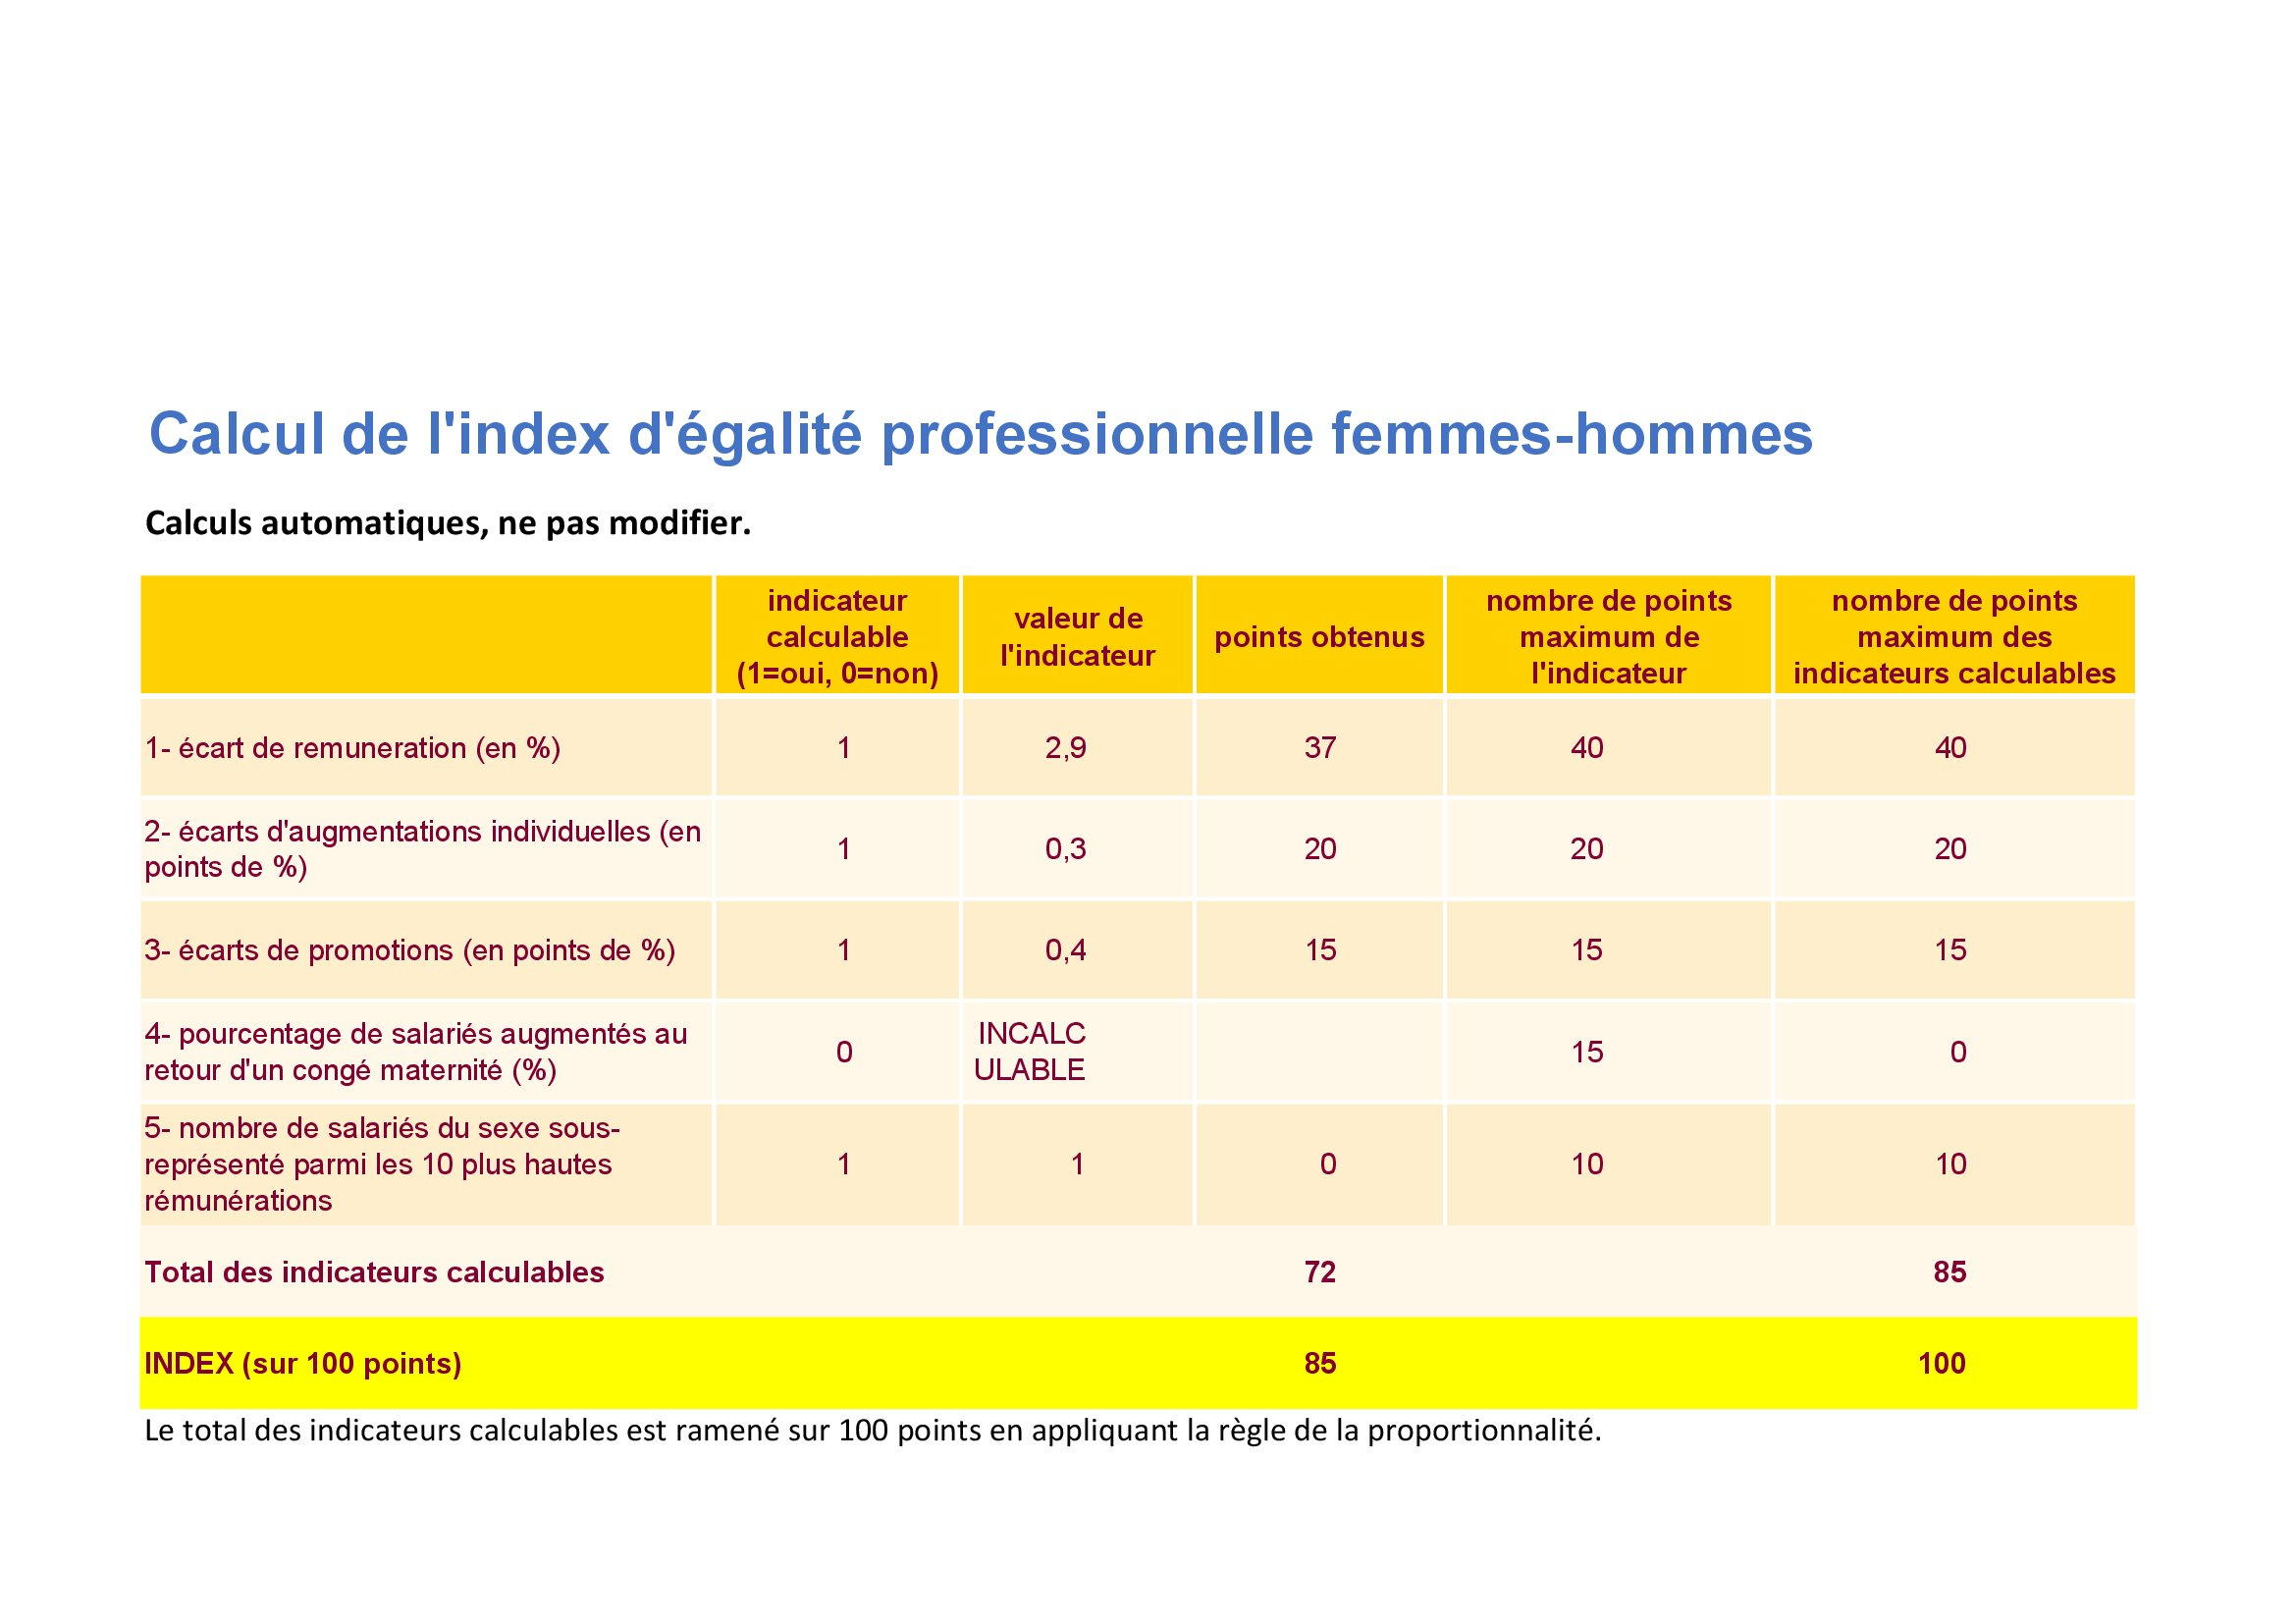 Calcul de l'index d'égalité professionnelle femmes-hommes
Calculs automatiques, ne pas modifier.
indicateur
calculable
(1=oui, 0=non)
valeur de
l'indicateur
points obtenus
nombre de points
maximum de
l'indicateur
nombre de points
maximum des
indicateurs calculables
1- écart de remuneration (en %)
1
2,9
37
40
40
2- écarts d'augmentations individuelles (en
points de %)
1
0,3
20
20
20
3- écarts de promotions (en points de %)
1
0,4
15
15
15
4- pourcentage de salariés augmentés au
retour d'un congé maternité (%)
0
INCALC
ULABLE
15
0
5- nombre de salariés du sexe sous-
représenté parmi les 10 plus hautes
rémunérations
1
1
0
10
10
Total des indicateurs calculables
72
85
INDEX (sur 100 points)
85
100
Le total des indicateurs calculables est ramené sur 100 points en appliquant la règle de la proportionnalité.